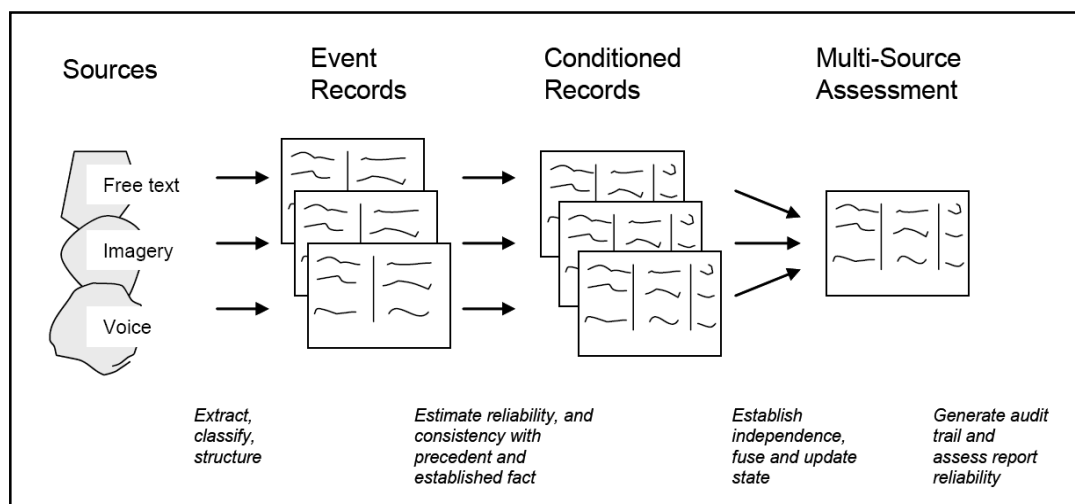 Sources
Event
Records
Conditioned
Records
Multi-Source
Assessment
Free text
Imagery
Voice
Extract,
classify,
structure
Estimate reliability, and
consistency with
precedent and
established fact
Establish
independence,
fuse and update
state
Generate audit
trail and
assess report
reliability